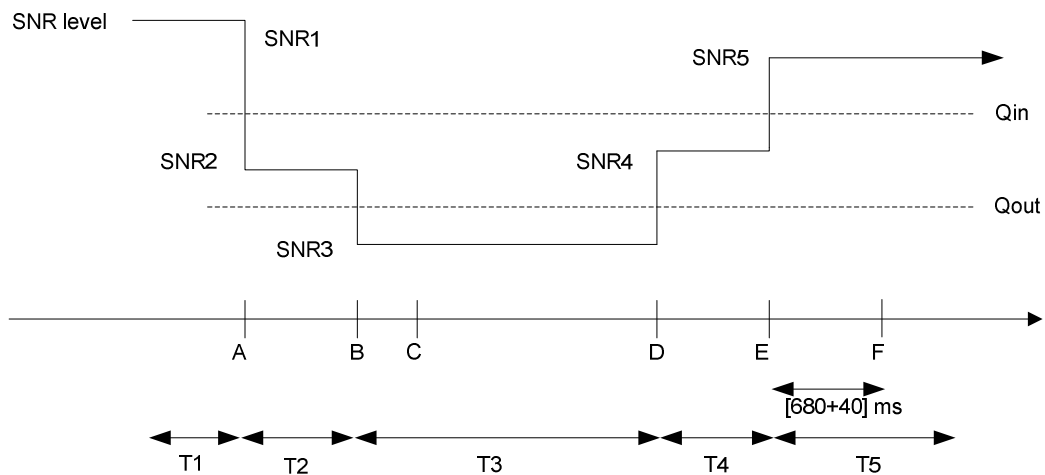 SNR level
SNR1
SNR5
Qin
SNR2
SNR4
Qout
SNR3
A B C D E F
[680+40] ms
T1 T2 T3 T4 T5